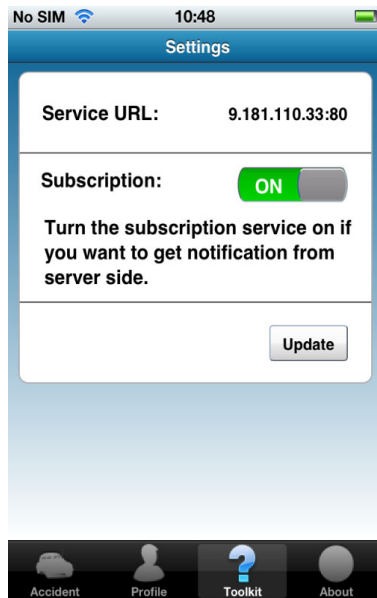 No SIM 10:48
Settings
Service URL: 9.181.110.33:80
Subscription: ON
Turn the subscription service on if
you want to get notification from
server side.
Update
Accident Profile Toolkit About